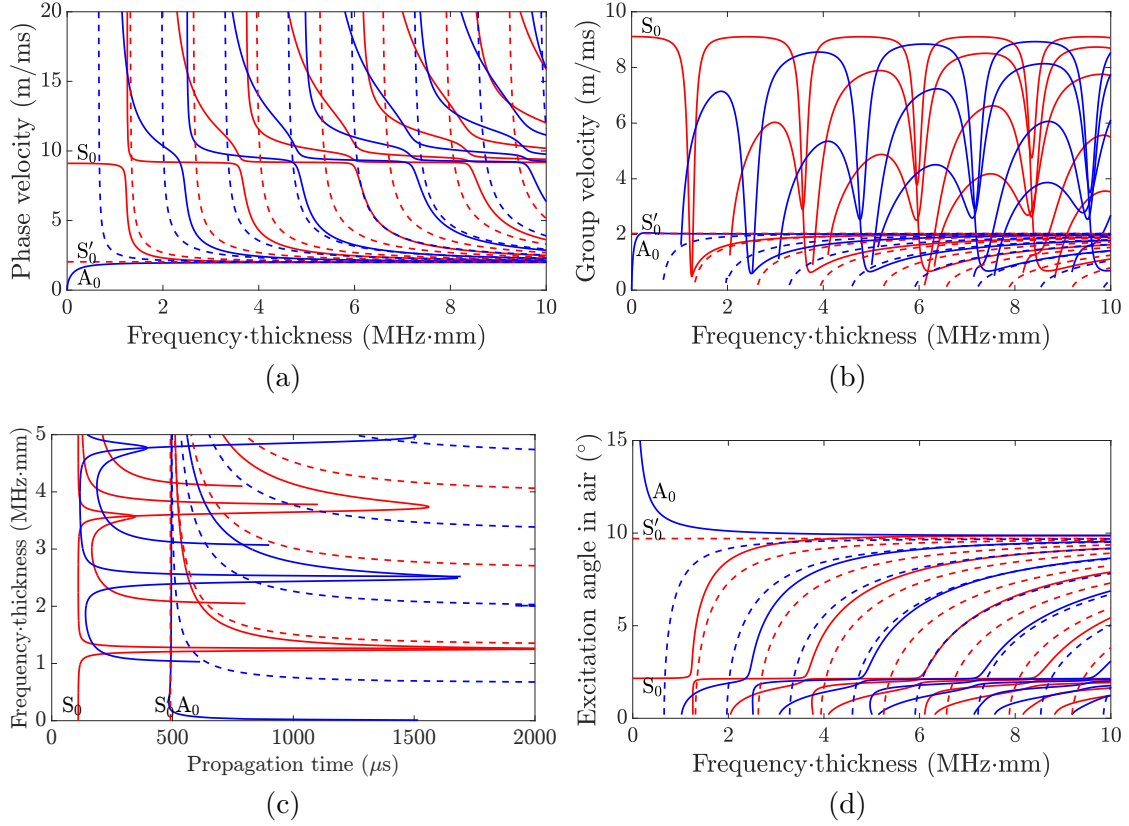 Phase velocity (m/ms)
20
15
10
5
0
S0
S′0
A0
0 2 4 6 8 10
Frequency·thickness (MHz·mm)
(a)
Group velocity (m/ms)
10
8
6
4
2
0
S0
S′0
A0
0 2 4 6 8 10
Frequency·thickness (MHz·mm)
(b)
Frequency·thickness (MHz·mm)
5
4
3
2
1
0
S0
A0
0 500 1000 1500 2000
Propagation time (μs)
(c)
Excitation angle in air (°)
15
10
5
0
A0
S′0
S0
0 2 4 6 8 10
Frequency·thickness (MHz·mm)
(d)